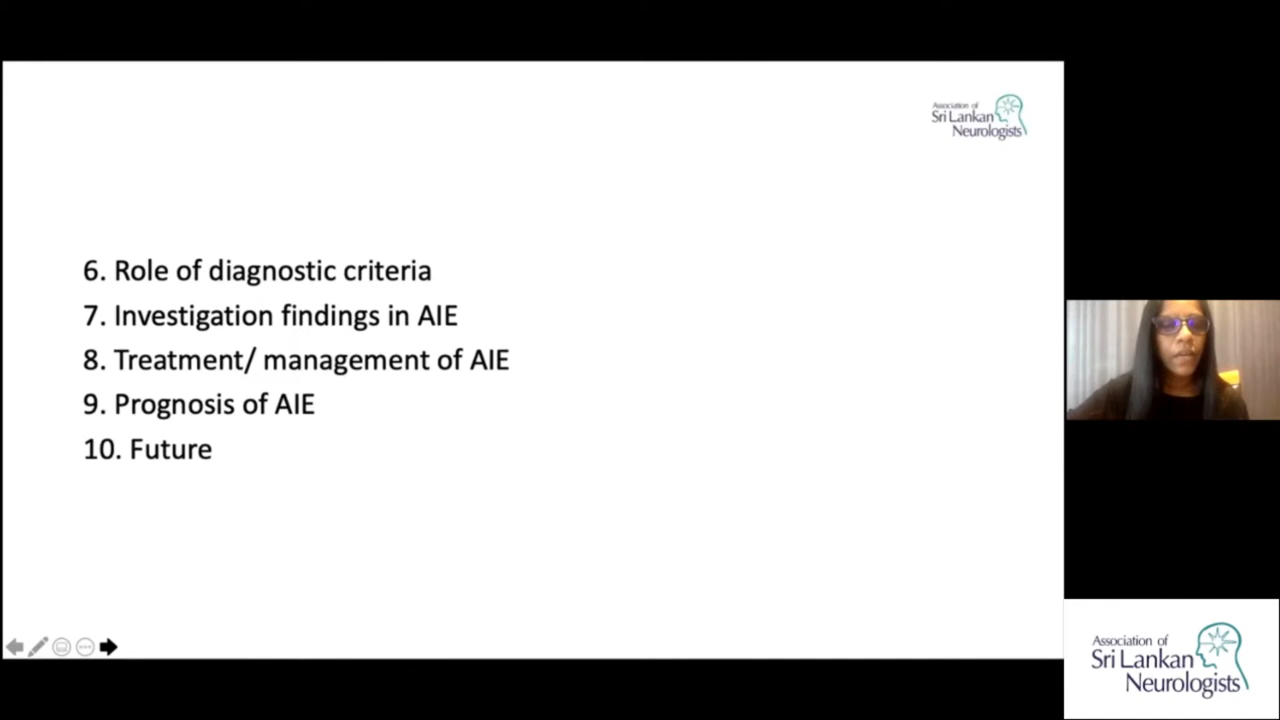 Association of
Sri Lankan
Neurologists
6. Role of diagnostic criteria
7. Investigation findings in AIE
8. Treatment/ management of AIE
9. Prognosis of AIE
10. Future
Association of
Sri Lankan
Neurologists